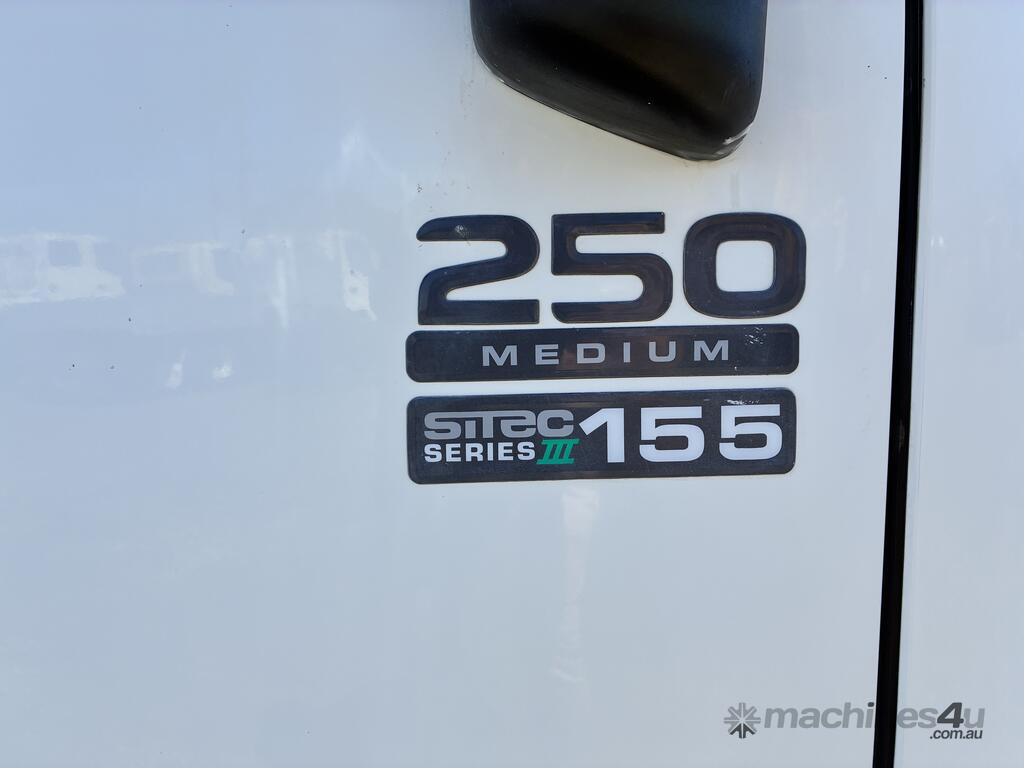 250
MEDIUM
SiTEC 155
SERIES III
machines4u
.com.au